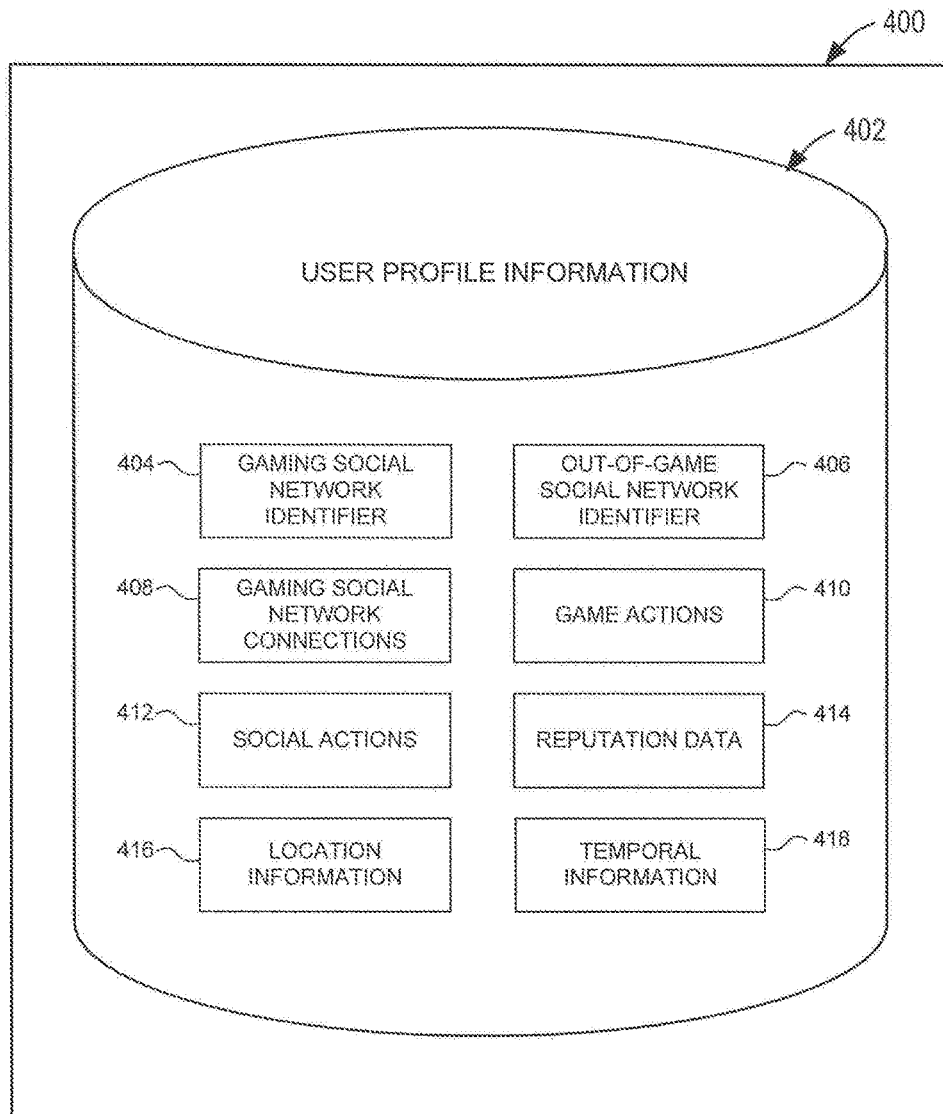 400
402
USER PROFILE INFORMATION
404
GAMING SOCIAL
NETWORK
IDENTIFIER
OUT-OF-GAME
SOCIAL NETWORK
IDENTIFIER
406
408
GAMING SOCIAL
NETWORK
CONNECTIONS
GAME ACTIONS
410
412
SOCIAL ACTIONS
REPUTATION DATA
414
416
LOCATION
INFORMATION
TEMPORAL
INFORMATION
418